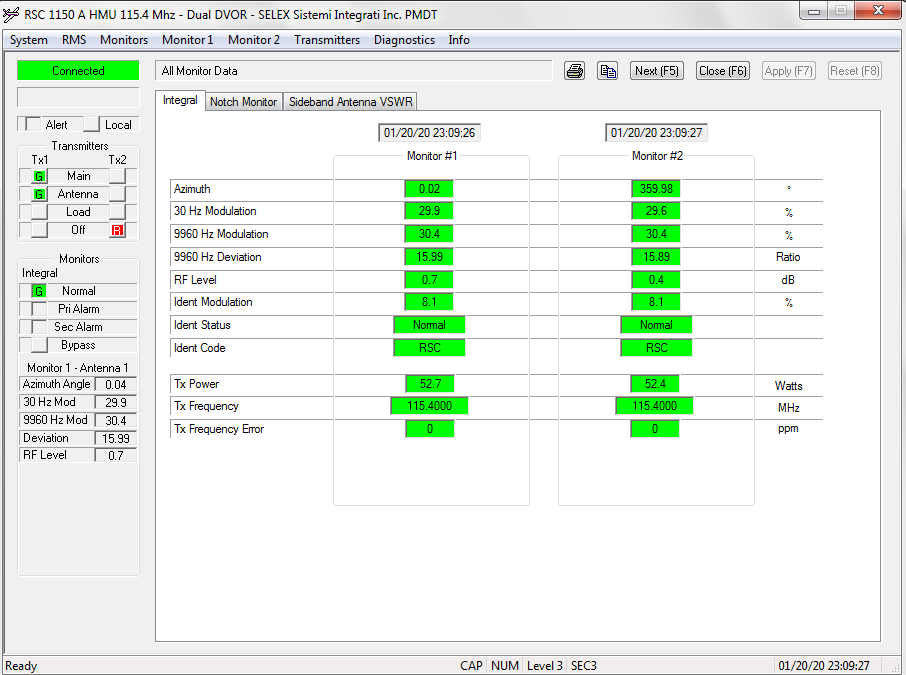 RSC 1150 A HMU 115.4 Mhz - Dual DVOR - SELEX Sistemi Integrati Inc. PMDT
System RMS Monitors Monitor 1 Monitor 2 Transmitters Diagnostics Info
Connected
All Monitor Data
Next (F5) Close (F6) Apply (F7) Reset (F8)
Alert Local
Transmitters
Tx1 Tx2
G Main
G Antenna
Load
Off R
Monitors
Integral
G Normal
Pri Alarm
Sec Alarm
Bypass
Monitor 1 - Antenna 1
Azimuth Angle 0.04
30 Hz Mod 29.9
9960 Hz Mod 30.4
Deviation 15.99
RF Level 0.7
Integral Notch Monitor Sideband Antenna VSWR
01/20/20 23:09:26 01/20/20 23:09:27
Monitor #1 Monitor #2
Azimuth 0.02 359.98 °
30 Hz Modulation 29.9 29.6 %
9960 Hz Modulation 30.4 30.4 %
9960 Hz Deviation 15.99 15.89 Ratio
RF Level 0.7 0.4 dB
Ident Modulation 8.1 8.1 %
Ident Status Normal Normal
Ident Code RSC RSC
Tx Power 52.7 52.4 Watts
Tx Frequency 115.4000 115.4000 MHz
Tx Frequency Error 0 0 ppm
Ready CAP NUM Level 3 SEC3 01/20/20 23:09:27